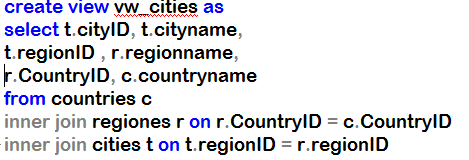 create view vw_cities as
select t.cityID, t.cityname,
t.regionID , r.regionname,
r.CountryID, c.countryname
from countries c
inner join regiones r on r.CountryID = c.CountryID
inner join cities t on t.regionID = r.regionID